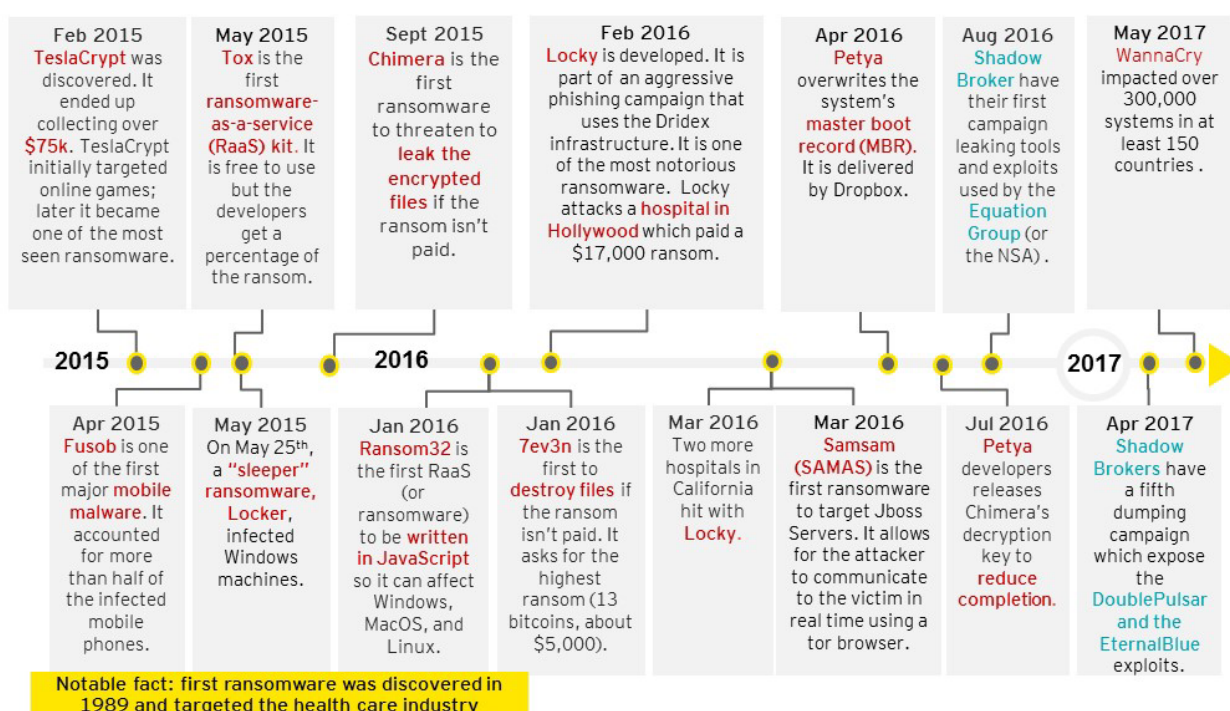 Feb 2015
TeslaCrypt was
discovered. It
ended up
collecting over
$75k. TeslaCrypt
initially targeted
online games;
later it became
one of the most
seen ransomware.
May 2015
Tox is the
first
ransomware-
as-a-service
(RaaS) kit. It
is free to use
but the
developers
get a
percentage of
the ransom.
Sept 2015
Chimera is the
first
ransomware
to threaten to
leak the
encrypted
files if the
ransom isn't
paid.
Feb 2016
Locky is developed. It is
part of an aggressive
phishing campaign that
uses the Dridex
infrastructure. It is one
of the most notorious
ransomware. Locky
attacks a hospital in
Hollywood which paid a
$17,000 ransom.
Apr 2016
Petya
overwrites the
system's
master boot
record (MBR).
It is delivered
by Dropbox.
Aug 2016
Shadow
Broker have
their first
campaign
leaking tools
and exploits
used by the
Equation
Group (or
the NSA) .
May 2017
WannaCry
impacted over
300,000
systems in at
least 150
countries .
2015
2016
2017
Apr 2015
Fusob is one
of the first
major mobile
malware. It
accounted
for more
than half of
the infected
mobile
phones.
May 2015
On May 25th,
a "sleeper"
ransomware,
Locker,
infected
Windows
machines.
Jan 2016
Ransom32 is
the first RaaS
(or
ransomware)
to be written
in JavaScript
so it can affect
Windows,
MacOS, and
Linux.
Jan 2016
7ev3n is the
first to
destroy files if
the ransom
isn't paid. It
asks for the
highest
ransom (13
bitcoins, about
$5,000).
Mar 2016
Two more
hospitals in
California
hit with
Locky.
Mar 2016
Samsam
(SAMAS) is the
first ransomware
to target Jboss
Servers. It allows
for the attacker
to communicate
to the victim in
real time using a
tor browser.
Jul 2016
Petya
developers
releases
Chimera's
decryption
key to
reduce
completion.
Apr 2017
Shadow
Brokers have
a fifth
dumping
campaign
which expose
the
DoublePulsar
and the
EternalBlue
exploits.
Notable fact: first ransomware was discovered in
1989 and targeted the health care industry